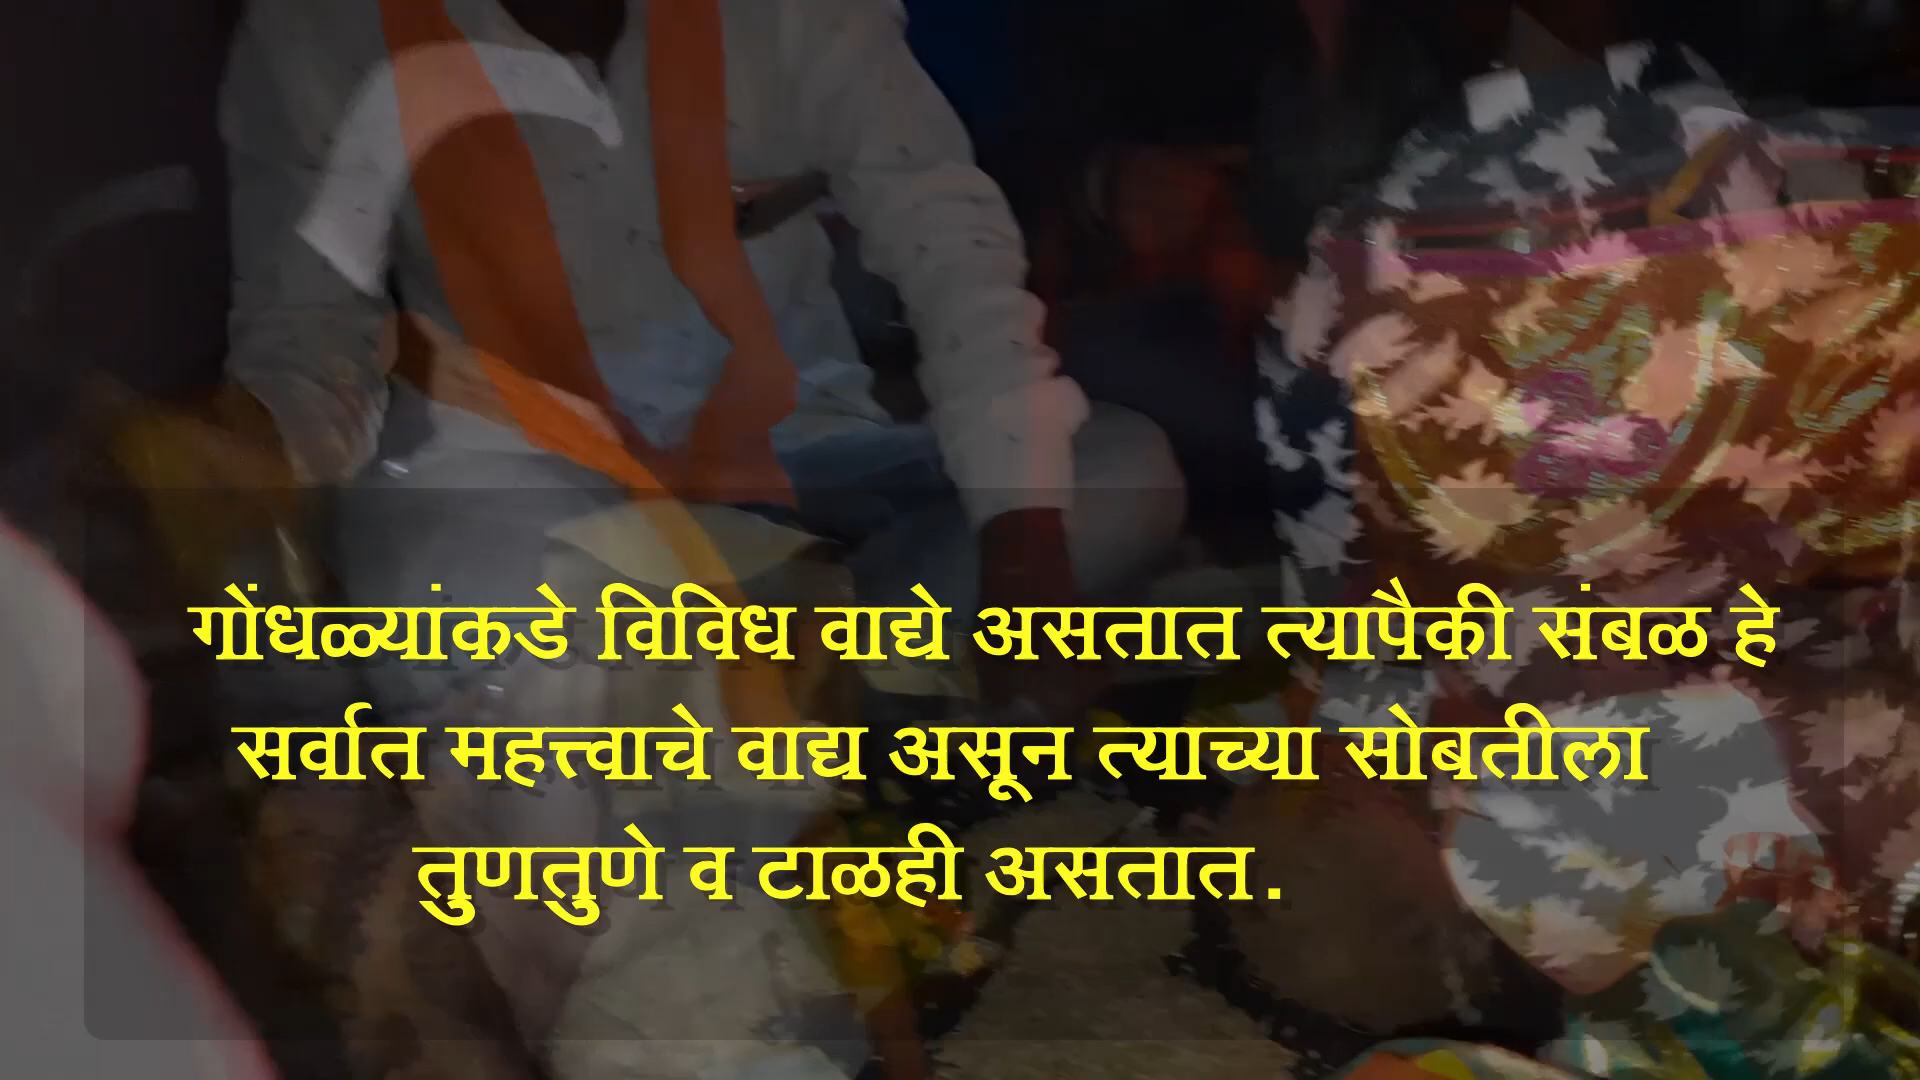 गोंधळ्यांकडे विविध वाद्ये असतात त्यापैकी संबळ हे
सर्वात महत्त्वाचे वाद्य असून त्याच्या सोबतीला
तुणतुणे व टाळही असतात.